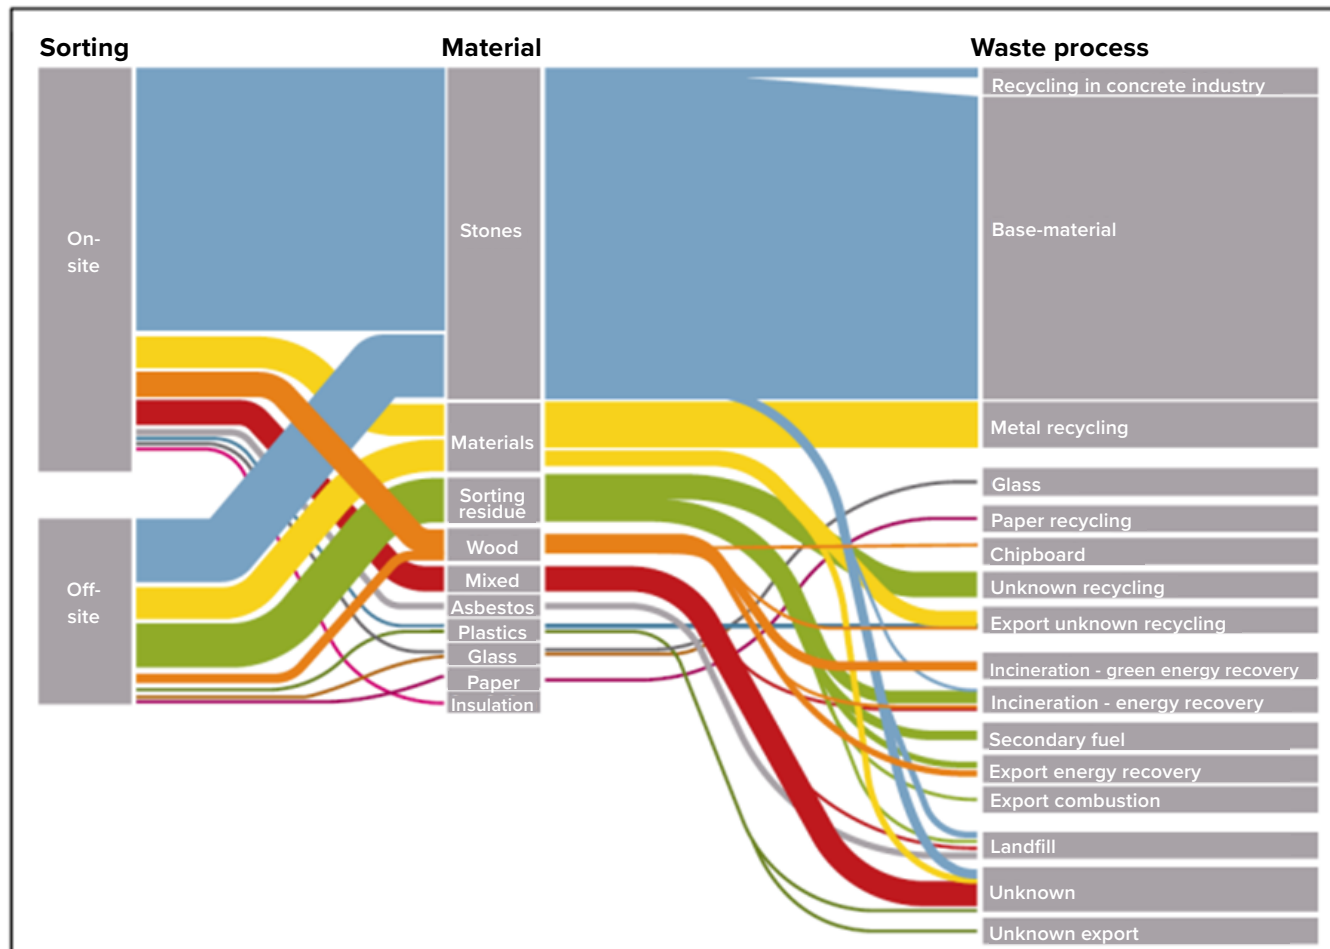 Sorting
Material
Waste process
On-
site
Off-
site
Stones
Materials
Sorting
residue
Wood
Mixed
Asbestos
Plastics
Glass
Paper
Insulation
Recycling in concrete industry
Base-material
Metal recycling
Glass
Paper recycling
Chipboard
Unknown recycling
Export unknown recycling
Incineration - green energy recovery
Incineration - energy recovery
Secondary fuel
Export energy recovery
Export combustion
Landfill
Unknown
Unknown export